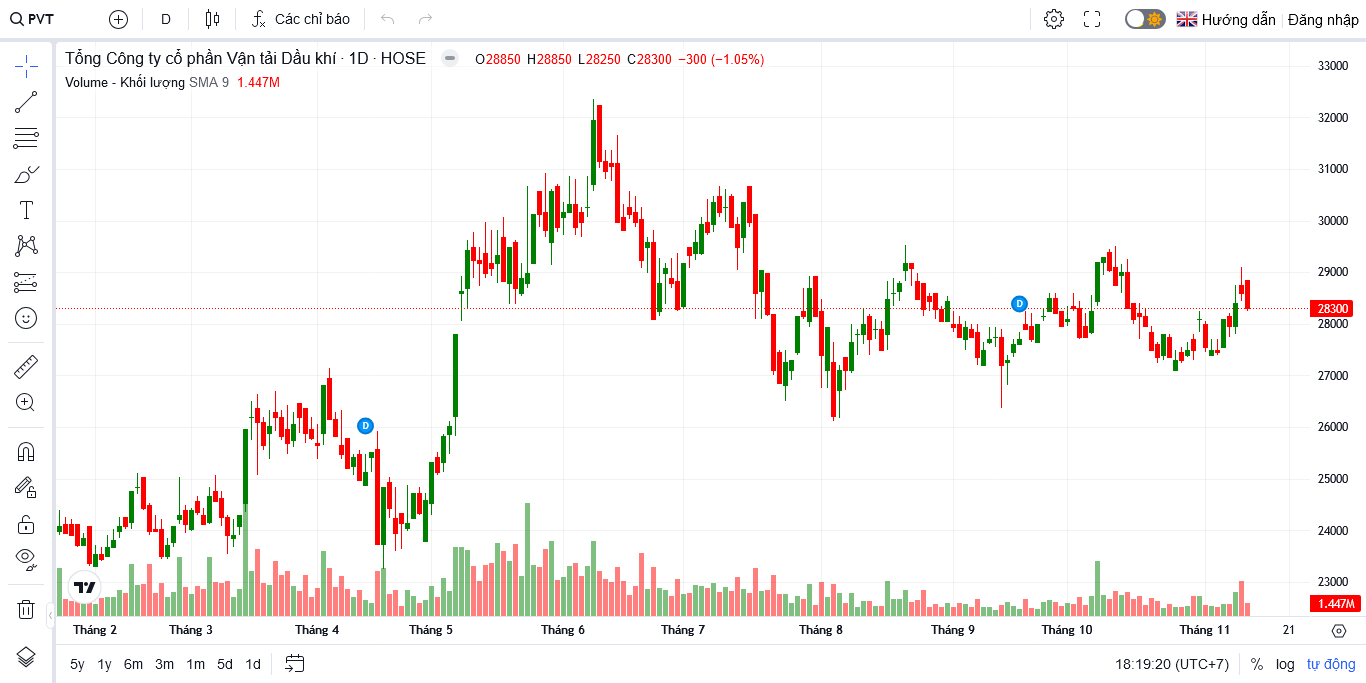 PVT D Các chỉ báo Hướng dẫn Đăng nhập
Tổng Công ty cổ phần Vận tải Dầu khí · 1D · HOSE O28850 H28850 L28250 C28300 −300 (−1.05%)
Volume - Khối lượng SMA 9 1.447M
33000
32000
31000
30000
29000
28300
28000
27000
26000
25000
24000
23000
1.447M
D
D
Tháng 2 Tháng 3 Tháng 4 Tháng 5 Tháng 6 Tháng 7 Tháng 8 Tháng 9 Tháng 10 Tháng 11 21
5y 1y 6m 3m 1m 5d 1d 18:19:20 (UTC+7) % log tự động